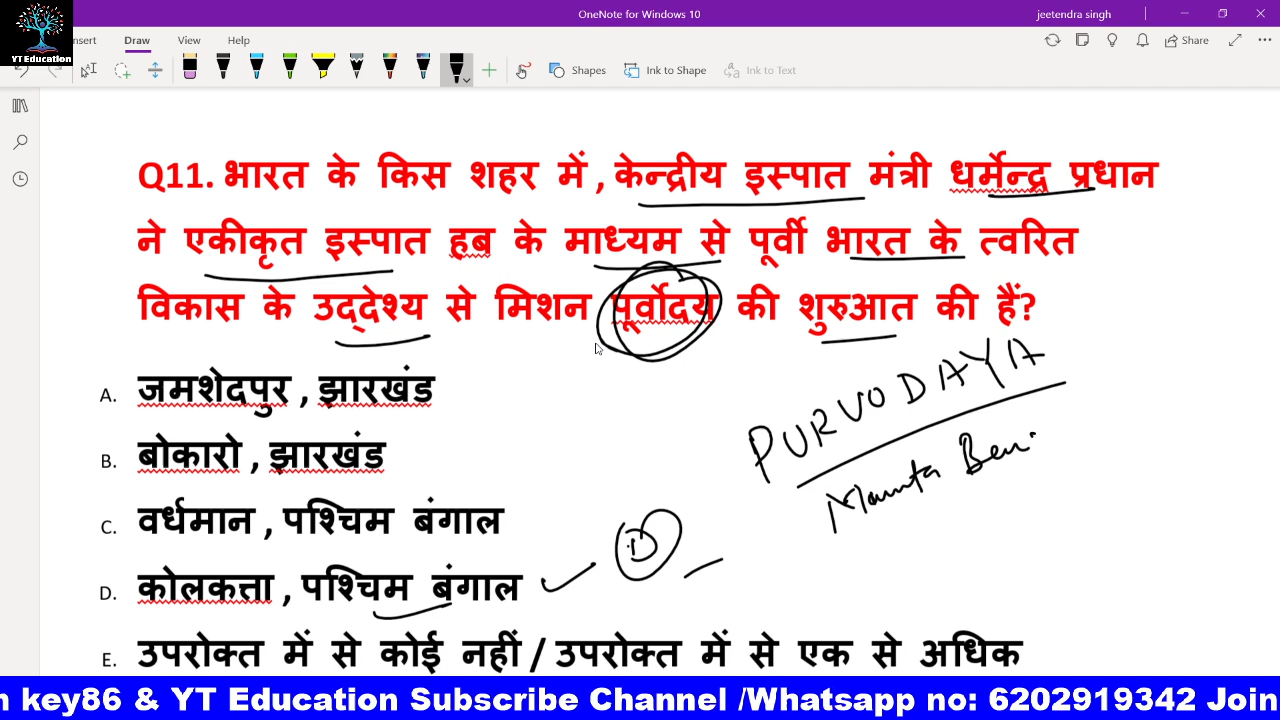 OneNote for Windows 10
jeetendra singh
YT Education
nsert Draw View Help
Share
Shapes Ink to Shape Ink to Text
Q11. भारत के किस शहर में , केन्द्रीय इस्पात मंत्री धर्मेन्द्र प्रधान
ने एकीकृत इस्पात हब के माध्यम से पूर्वी भारत के त्वरित
विकास के उद्देश्य से मिशन पूर्वोदय की शुरुआत की हैं?
PURVODAYA
A. जमशेदपुर , झारखंड
B. बोकारो , झारखंड
Mamta Ben
C. वर्धमान , पश्चिम बंगाल
D
D. कोलकत्ता , पश्चिम बंगाल
E. उपरोक्त में से कोई नहीं / उपरोक्त में से एक से अधिक
n key86 & YT Education Subscribe Channel /Whatsapp no: 6202919342 Join